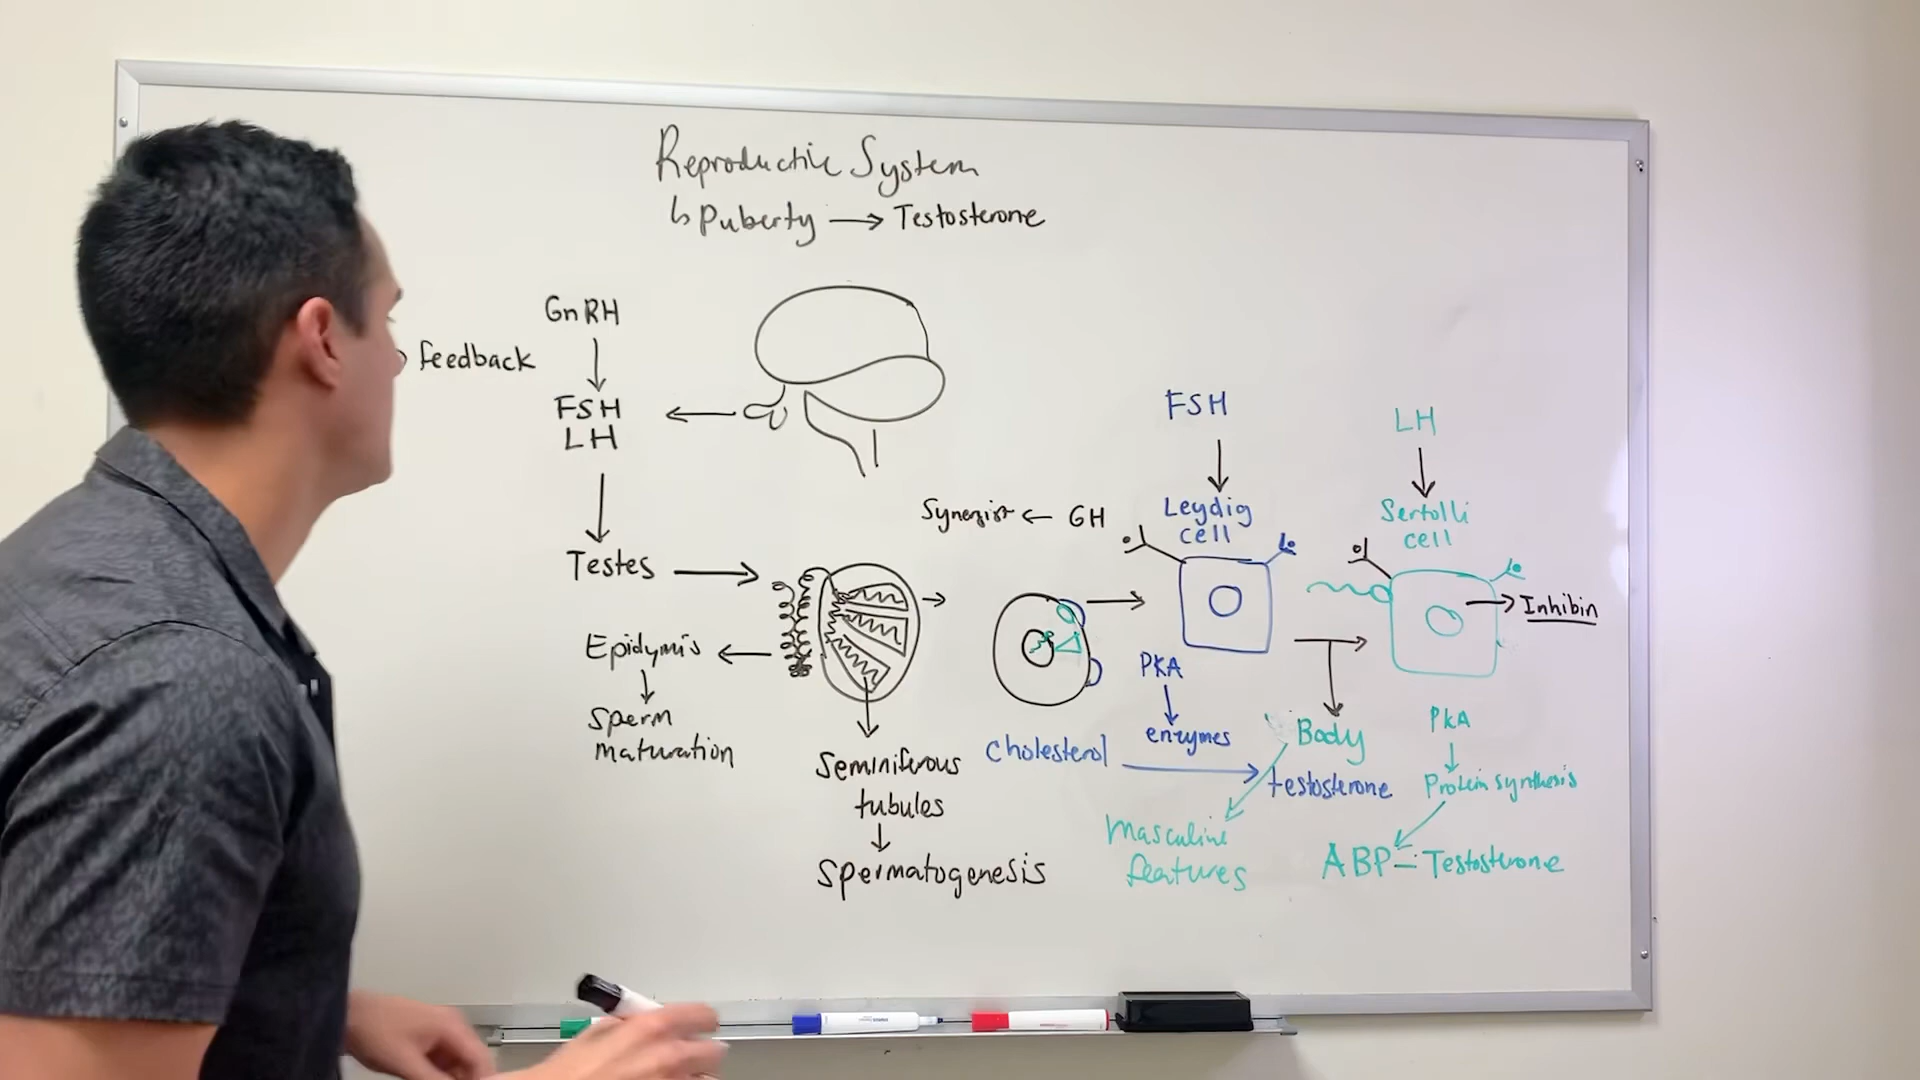 Reproductive System
↳ Puberty → Testosterone
GnRH
feedback
FSH
LH
Testes
Epidymis
Sperm
maturation
Seminiferous
tubules
Spermatogenesis
Synergist ← GH
FSH
Leydig
cell
PKA
enzymes
Cholesterol
testosterone
Body
Masculine
features
LH
Sertolli
cell
Inhibin
PKA
Protein synthesis
ABP - Testosterone